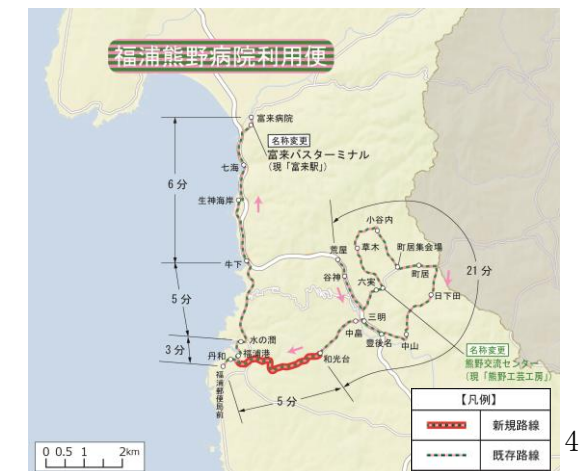 福浦熊野病院利用便
富来病院
名称変更
富来バスターミナル
(現「富来駅」)
七海
6分
生神海岸
小谷内
荒屋
草木
町居集会場
21分
牛下
谷神
六実
町居
日下田
5分
三明
中畠
水の澗
豊後名
中山
3分
福浦港
丹和
和光台
名称変更
熊野交流センター
(現「熊野工芸工房」)
福浦郵便局前
5分
【凡例】
新規路線
既存路線
0 0.5 1 2km
4